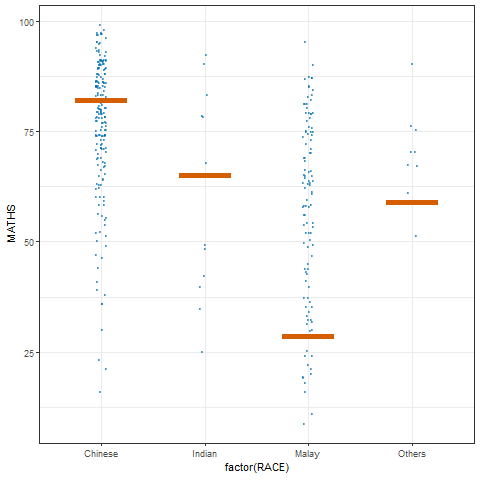 100
75
50
25
MATHS
Chinese
Indian
Malay
Others
factor(RACE)